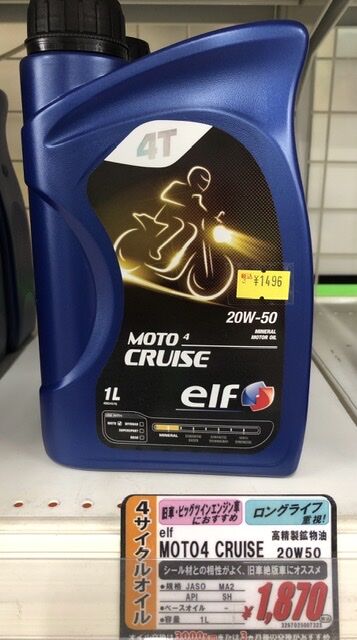 4T
税込
¥1496
20W-50
MINERAL
MOTOR OIL
MOTO 4
CRUISE
elf
1L
MOTO
MINERAL
4サイクルオイル
旧車・ビッグツインエンジン車
におすすめ
ロングライフ
重視!
elf 高精製鉱物油
MOTO4 CRUISE 20W50
シール材との相性がよく、旧車絶版車にオススメ
●規格 JASO MA2
API SH
●ベースオイル -
●容量 1L
¥1,870
3267025007323